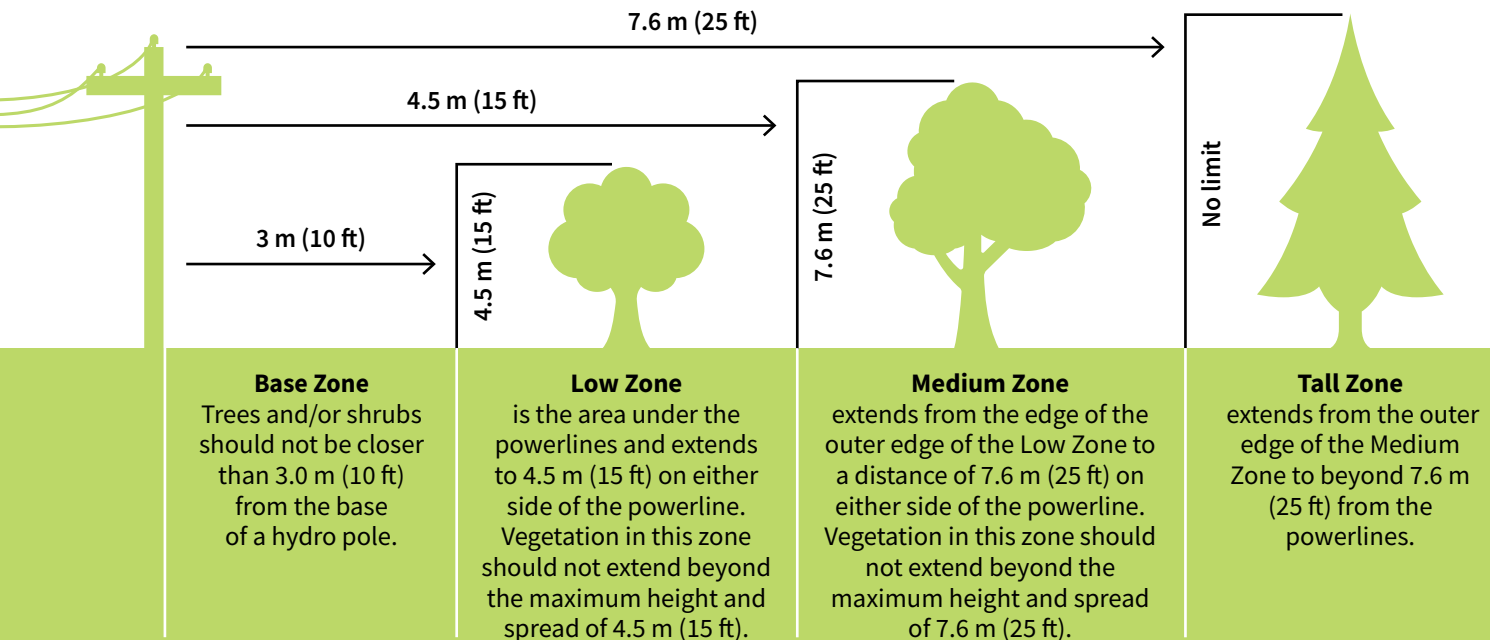 7.6 m (25 ft)
4.5 m (15 ft)
3 m (10 ft)
4.5 m (15 ft)
7.6 m (25 ft)
No limit
Base Zone
Trees and/or shrubs
should not be closer
than 3.0 m (10 ft)
from the base
of a hydro pole.
Low Zone
is the area under the
powerlines and extends
to 4.5 m (15 ft) on either
side of the powerline.
Vegetation in this zone
should not extend beyond
the maximum height and
spread of 4.5 m (15 ft).
Medium Zone
extends from the edge of the
outer edge of the Low Zone to
a distance of 7.6 m (25 ft) on
either side of the powerline.
Vegetation in this zone should
not extend beyond the
maximum height and spread
of 7.6 m (25 ft).
Tall Zone
extends from the outer
edge of the Medium
Zone to beyond 7.6 m
(25 ft) from the
powerlines.